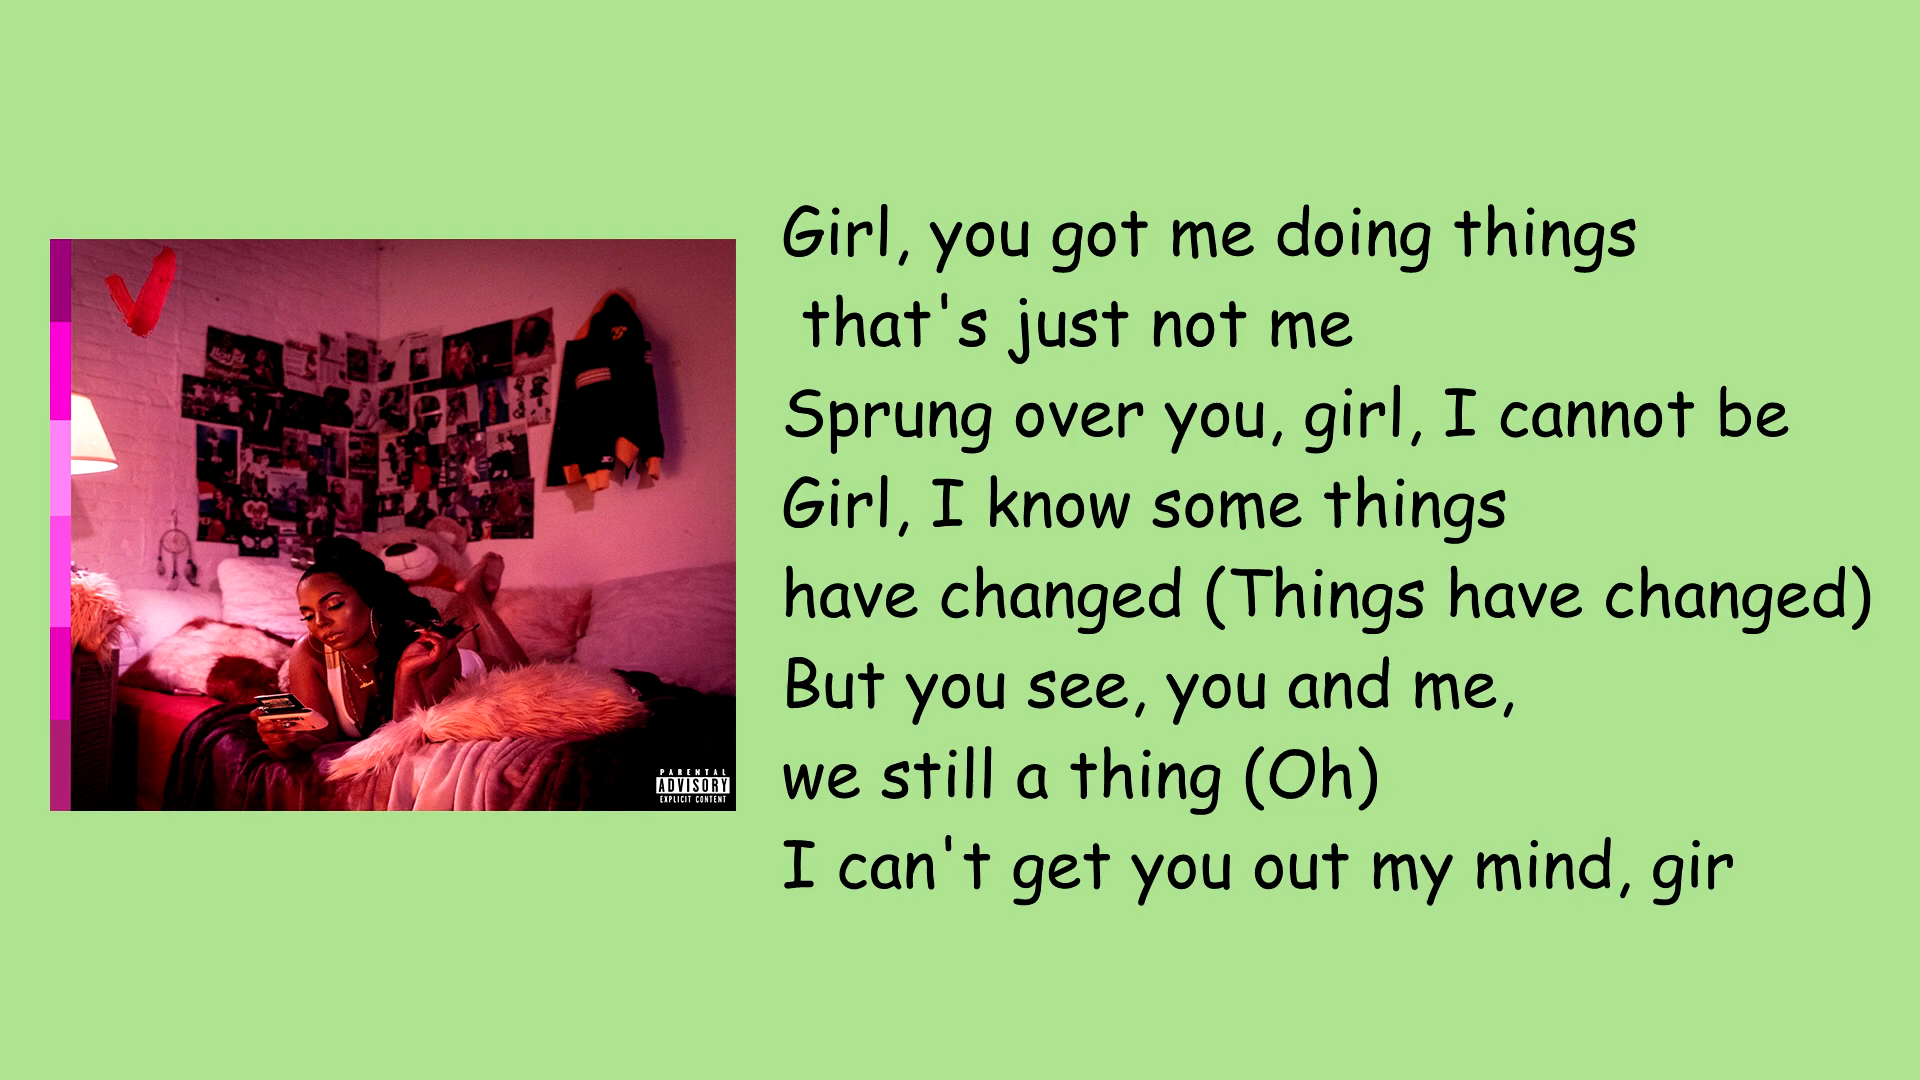 Girl, you got me doing things
that's just not me
Sprung over you, girl, I cannot be
Girl, I know some things
have changed (Things have changed)
But you see, you and me,
we still a thing (Oh)
I can't get you out my mind, gir
PARENTAL
ADVISORY
EXPLICIT CONTENT